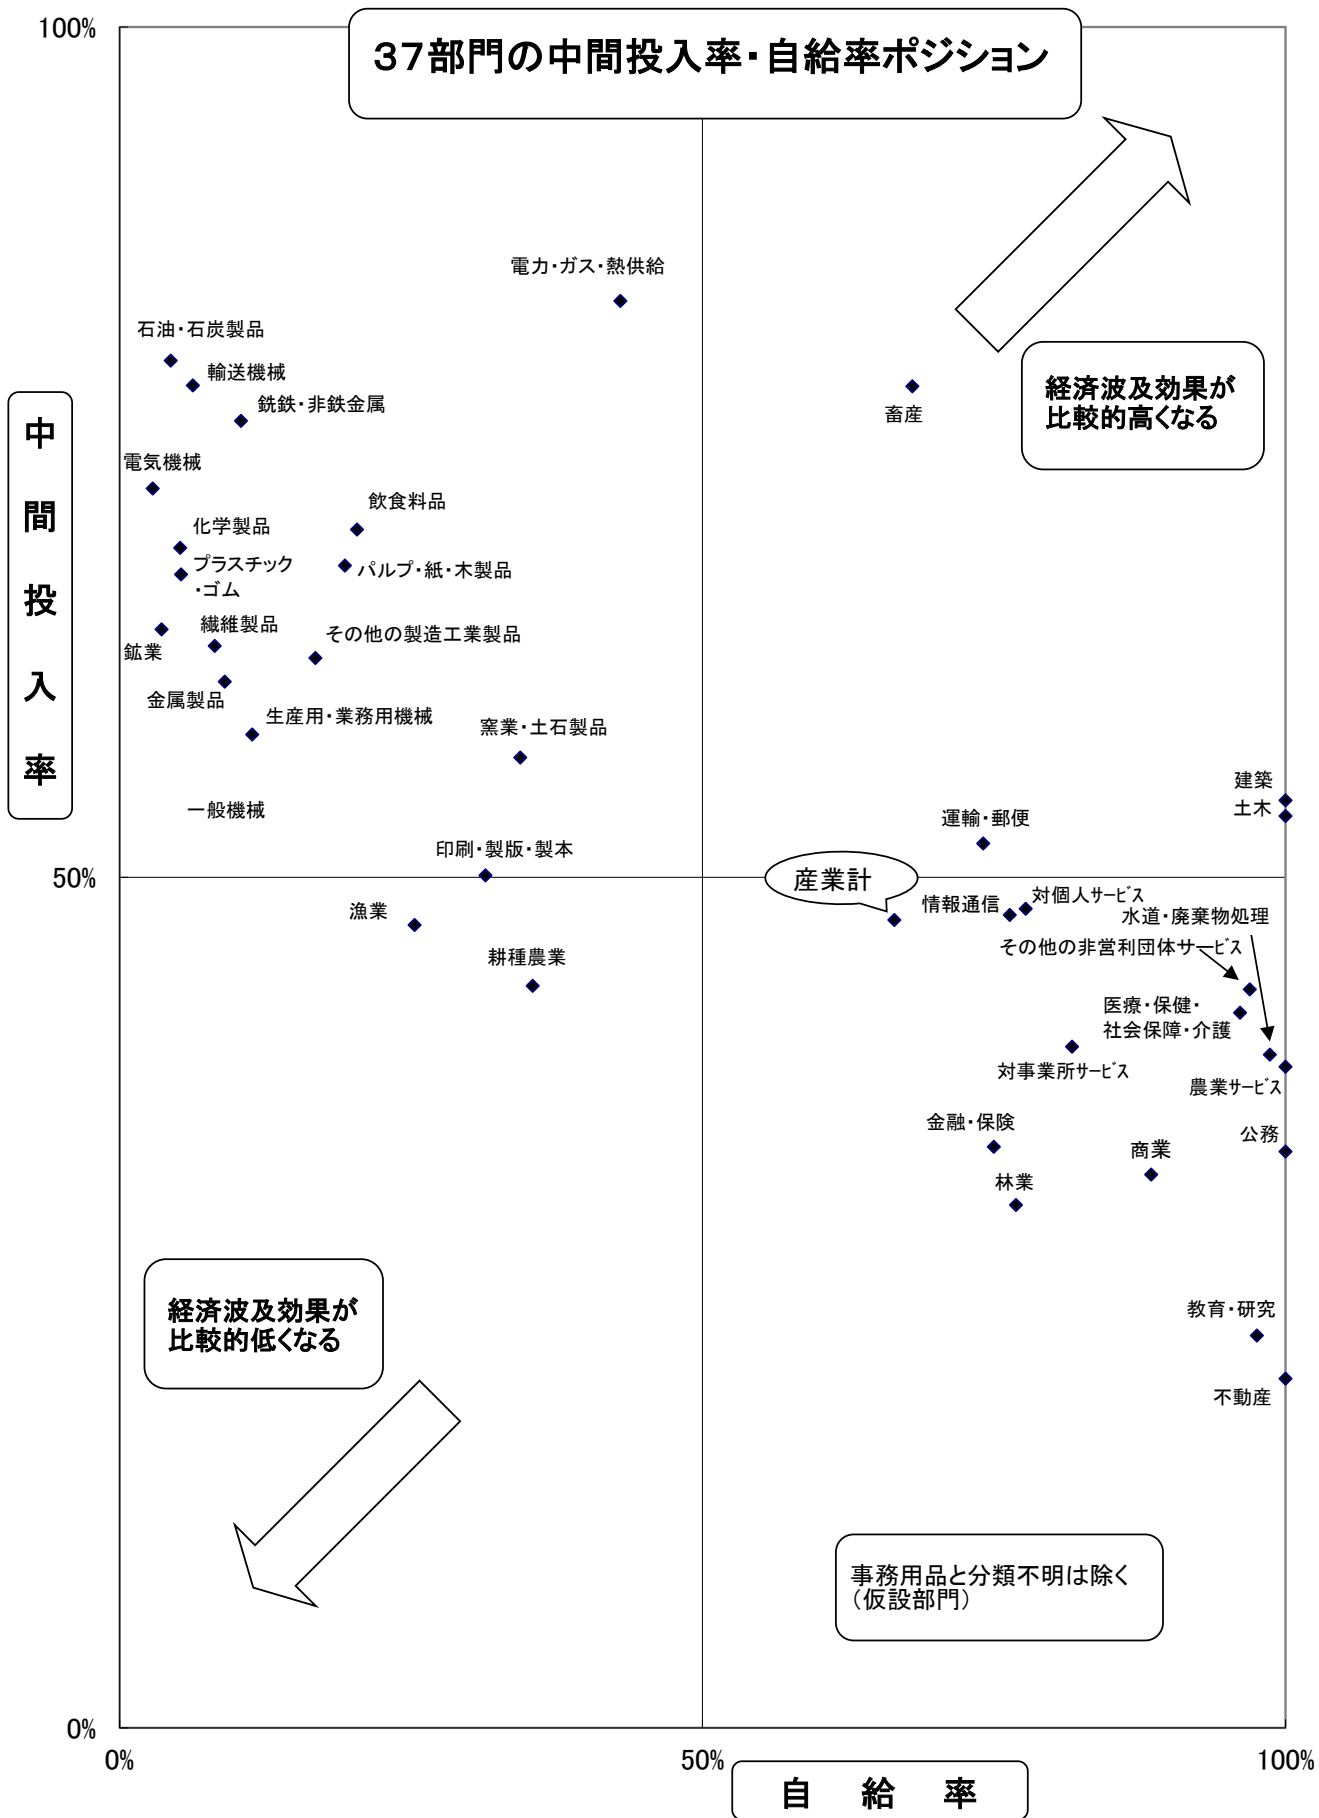 100%
37部門の中間投入率・自給率ポジション
電力・ガス・熱供給
石油・石炭製品
輸送機械
銑鉄・非鉄金属
経済波及効果が
比較的高くなる
畜産
中間投入率
電気機械
飲食料品
化学製品
プラスチック
・ゴム
パルプ・紙・木製品
繊維製品
その他の製造工業製品
鉱業
金属製品
生産用・業務用機械
窯業・土石製品
建築
土木
一般機械
運輸・郵便
印刷・製版・製本
50%
産業計
漁業
情報通信
対個人サービス
水道・廃棄物処理
その他の非営利団体サービス
耕種農業
医療・保健・
社会保障・介護
対事業所サービス
農業サービス
金融・保険
公務
商業
林業
経済波及効果が
比較的低くなる
教育・研究
不動産
事務用品と分類不明は除く
（仮設部門）
0%
0%
50%
100%
自給率